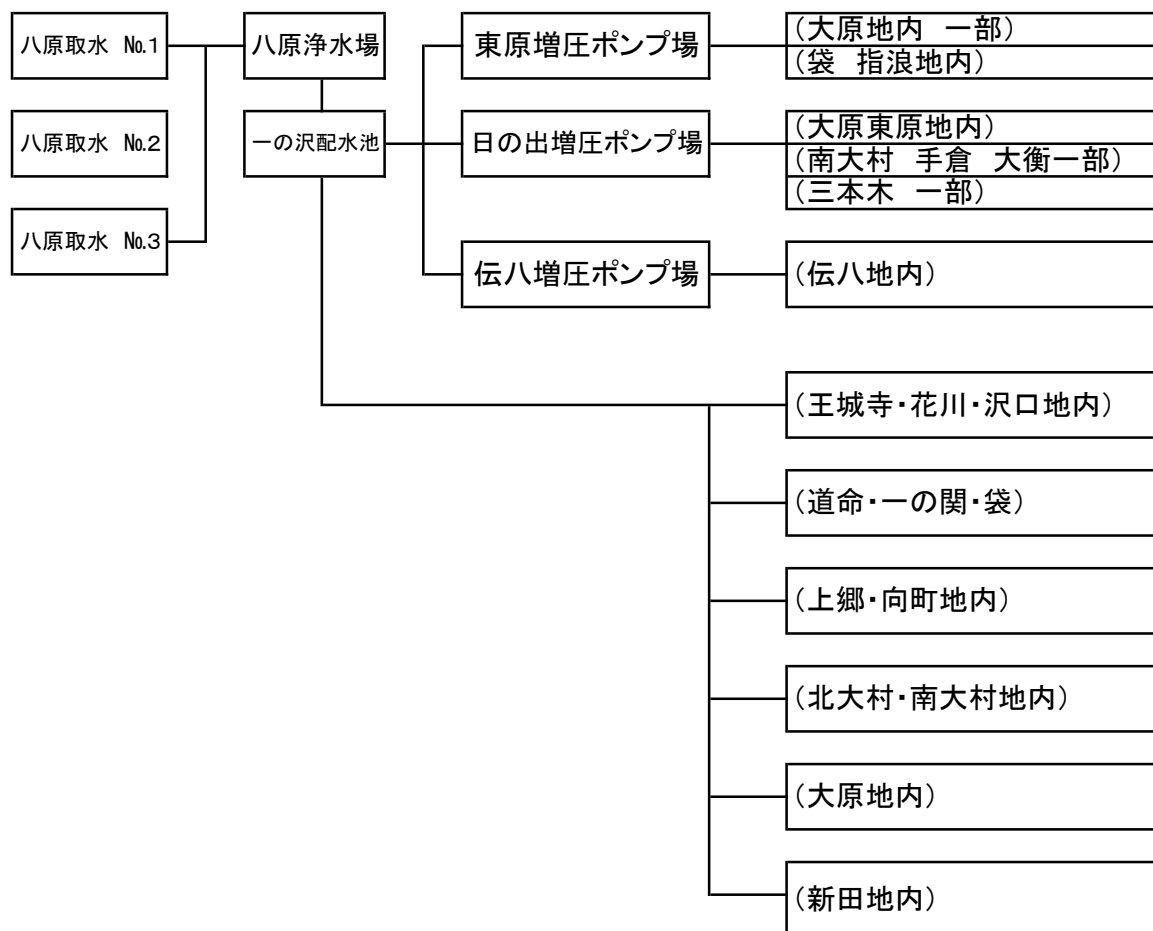 八原取水　№1
八原浄水場
東原増圧ポンプ場
（大原地内　一部）
（袋　指浪地内）
八原取水　№2
一の沢配水池
日の出増圧ポンプ場
（大原東原地内）
（南大村　手倉　大衡一部）
（三本木　一部）
八原取水　№3
伝八増圧ポンプ場
（伝八地内）
（王城寺・花川・沢口地内）
（道命・一の関・袋）
（上郷・向町地内）
（北大村・南大村地内）
（大原地内）
（新田地内）